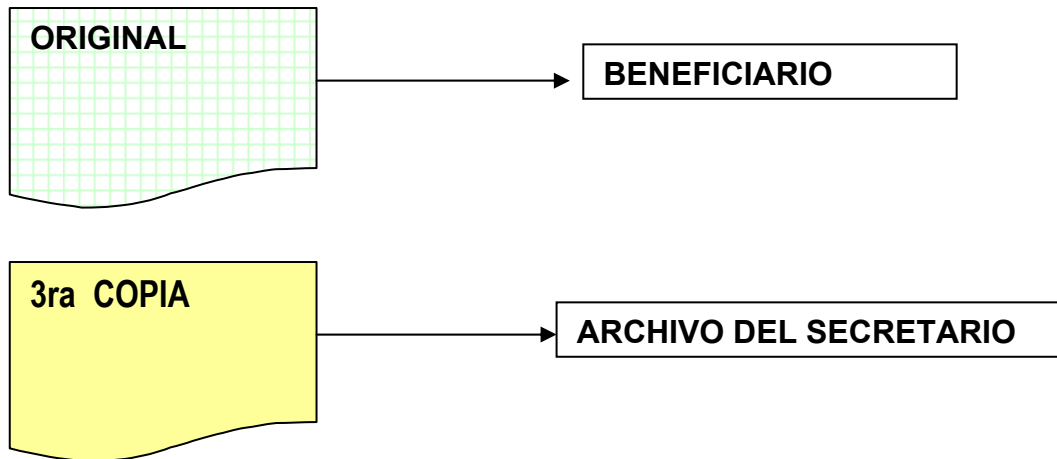 ORIGINAL
BENEFICIARIO
3ra COPIA
ARCHIVO DEL SECRETARIO